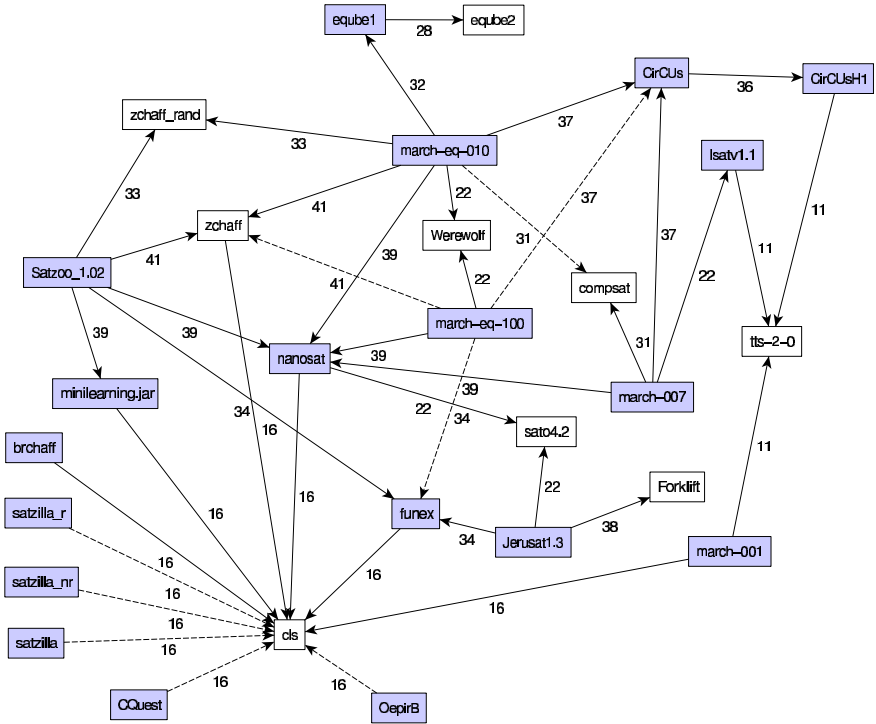 eqube1
28
eqube2
32
CirCUs
36
CirCUsH1
zchaff_rand
33
37
march-eq-010
lsatv1.1
33
41
22
37
11
zchaff
Werewolf
31
39
37
22
11
Satzoo_1.02
41
22
41
compsat
march-eq-100
39
39
31
tts-2-0
nanosat
39
39
minilearning.jar
march-007
34
22
34
16
sato4.2
11
brchaff
22
Forklift
satzilla_r
16
16
funex
34
38
Jerusat1.3
march-001
16
16
satzilla_nr
16
16
16
satzilla
16
cls
16
16
CQuest
OepirB